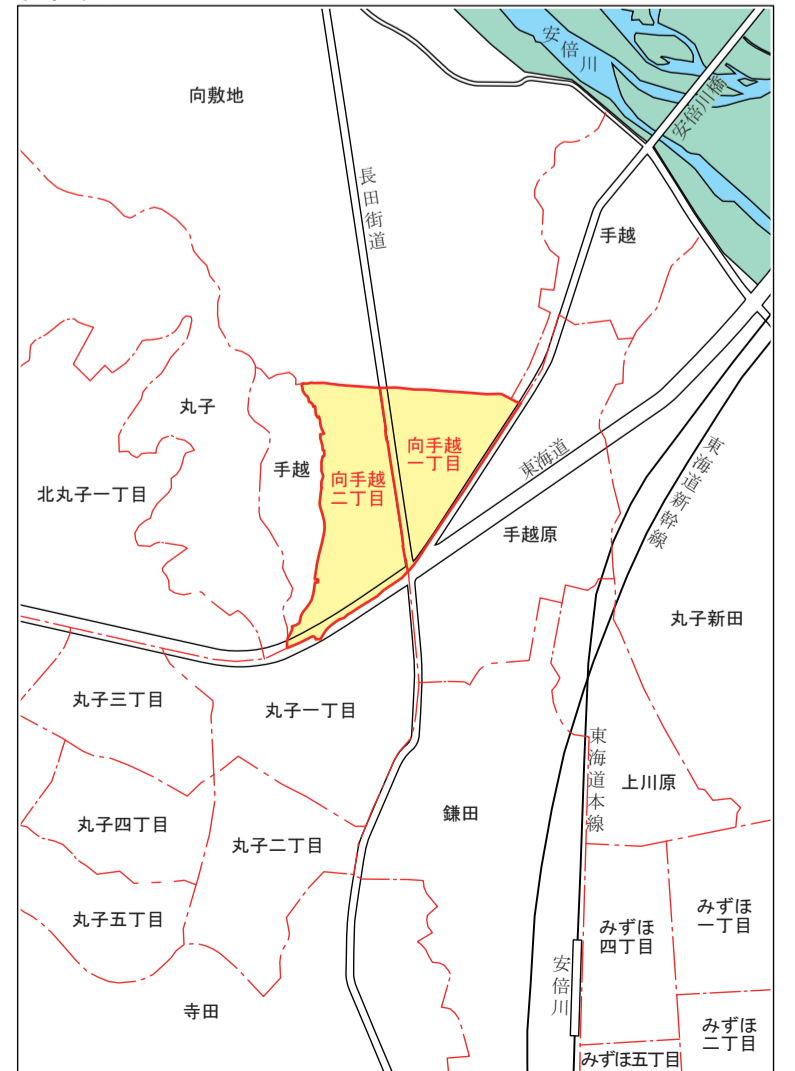 安倍川
安倍川橋
向敷地
長田街道
手越
丸子
手越
向手越
一丁目
向手越
二丁目
東海道
東海道新幹線
北丸子一丁目
手越原
丸子新田
丸子三丁目
丸子一丁目
東海道本線
上川原
丸子四丁目
鎌田
丸子二丁目
丸子五丁目
みずほ
四丁目
みずほ
一丁目
安倍川
寺田
みずほ
二丁目
みずほ五丁目